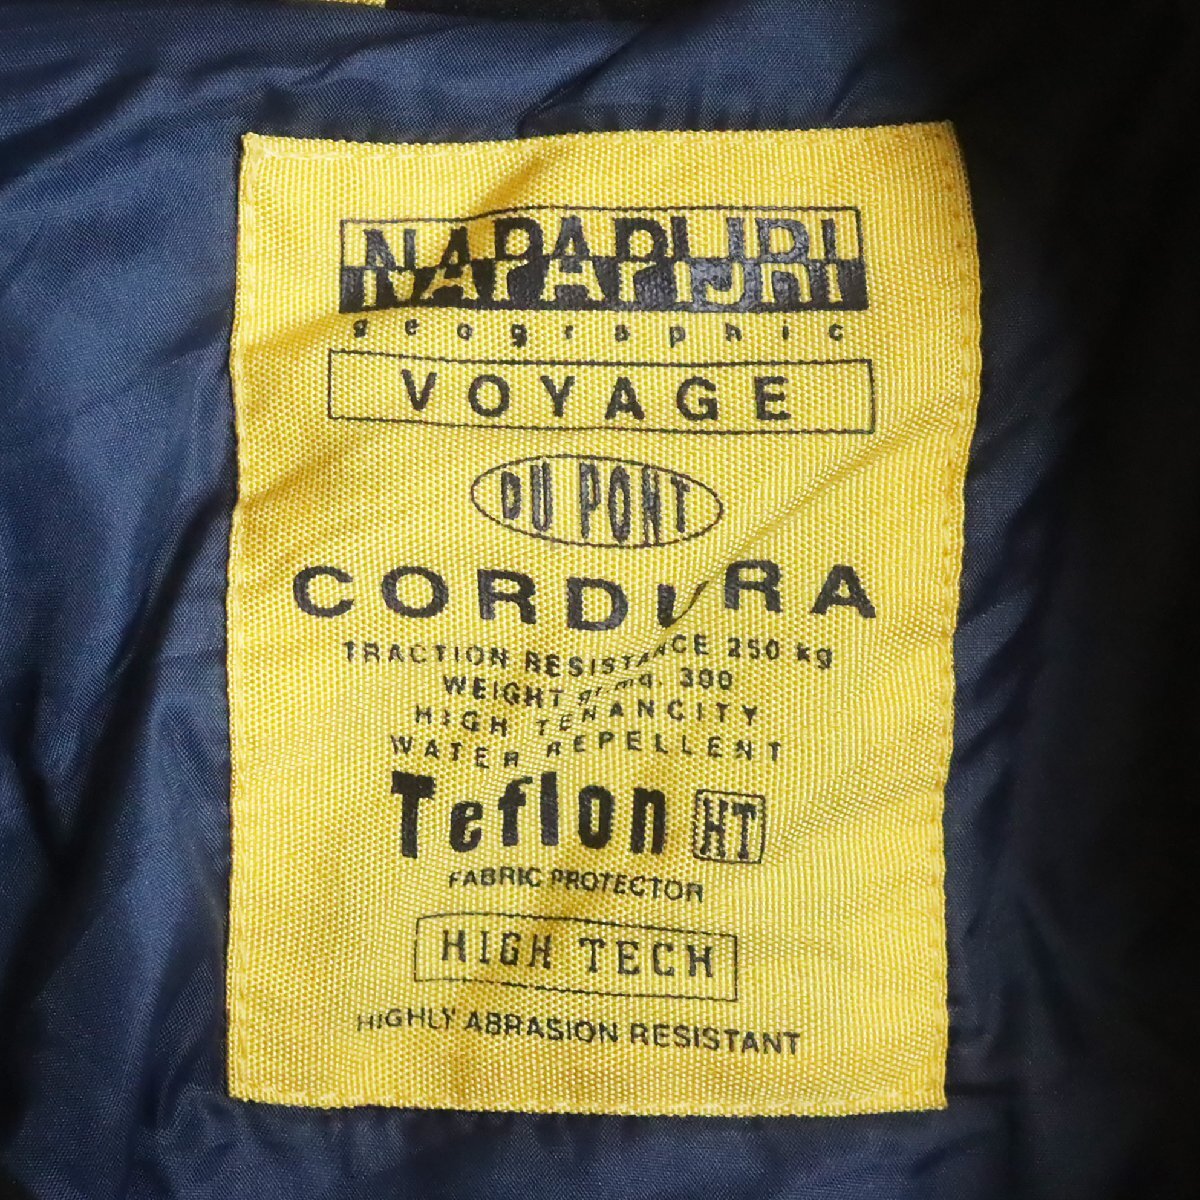 NAPAPIJRI
geographic
VOYAGE
DU PONT
CORDURA
TRACTION RESISTANCE 250 kg
WEIGHT gr. mq. 300
HIGH TENANCITY
WATER REPELLENT
Teflon HT
FABRIC PROTECTOR
HIGH TECH
HIGHLY ABRASION RESISTANT